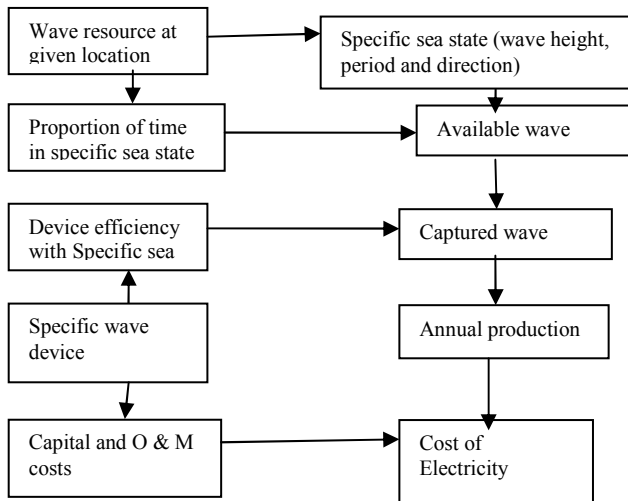 Wave resource at
given location
Specific sea state (wave height,
period and direction)
Proportion of time
in specific sea state
Available wave
Device efficiency
with Specific sea
Captured wave
Specific wave
device
Annual production
Capital and O & M
costs
Cost of
Electricity